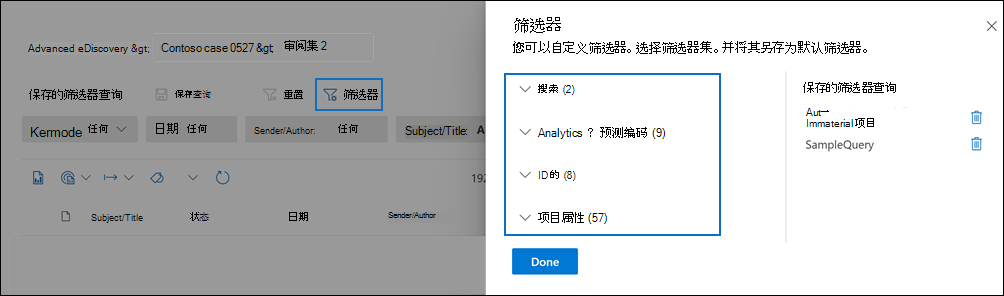 Advanced eDiscovery &gt; Contoso case 0527 &gt 审阅集 2
保存的筛选器查询 保存查询 重置 筛选器
Kermode 任何 日期 任何 Sender/Author: 任何 Subject/Title: A
192
Subject/Title 状态 日期 Sender/Author
筛选器
您可以自定义筛选器。选择筛选器集。并将其另存为默认筛选器。
搜索 (2)
Analytics ? 预测编码 (9)
ID的 (8)
项目属性 (57)
Done
保存的筛选器查询
Immaterial项目
SampleQuery